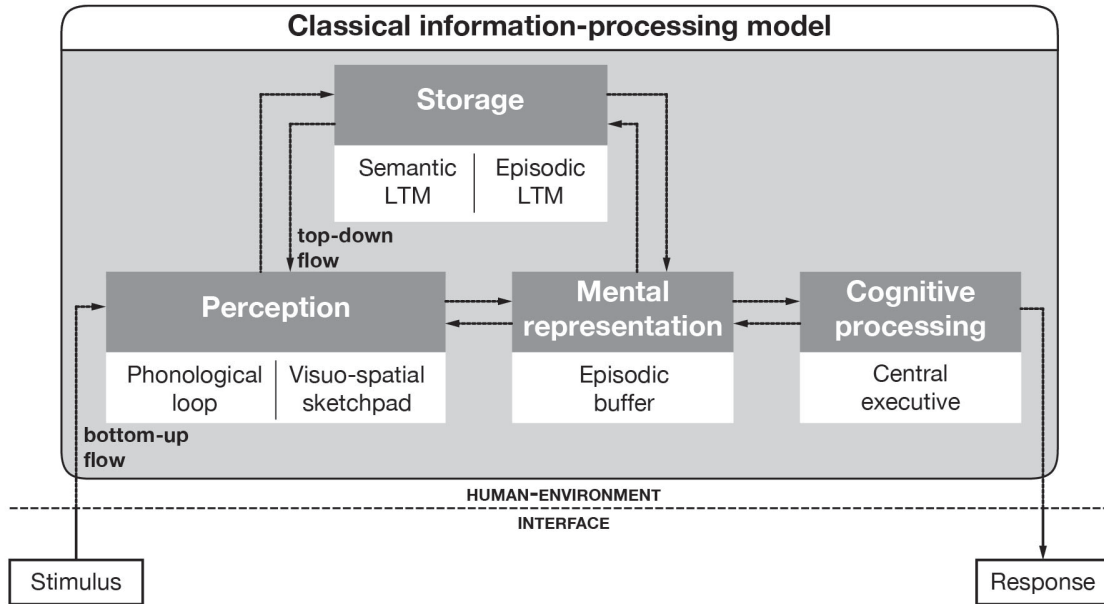 Classical information-processing model
Storage
Semantic
LTM
Episodic
LTM
top-down
flow
Perception
Mental
representation
Cognitive
processing
Phonological
loop
Visuo-spatial
sketchpad
Episodic
buffer
Central
executive
bottom-up
flow
HUMAN-ENVIRONMENT
INTERFACE
Stimulus
Response